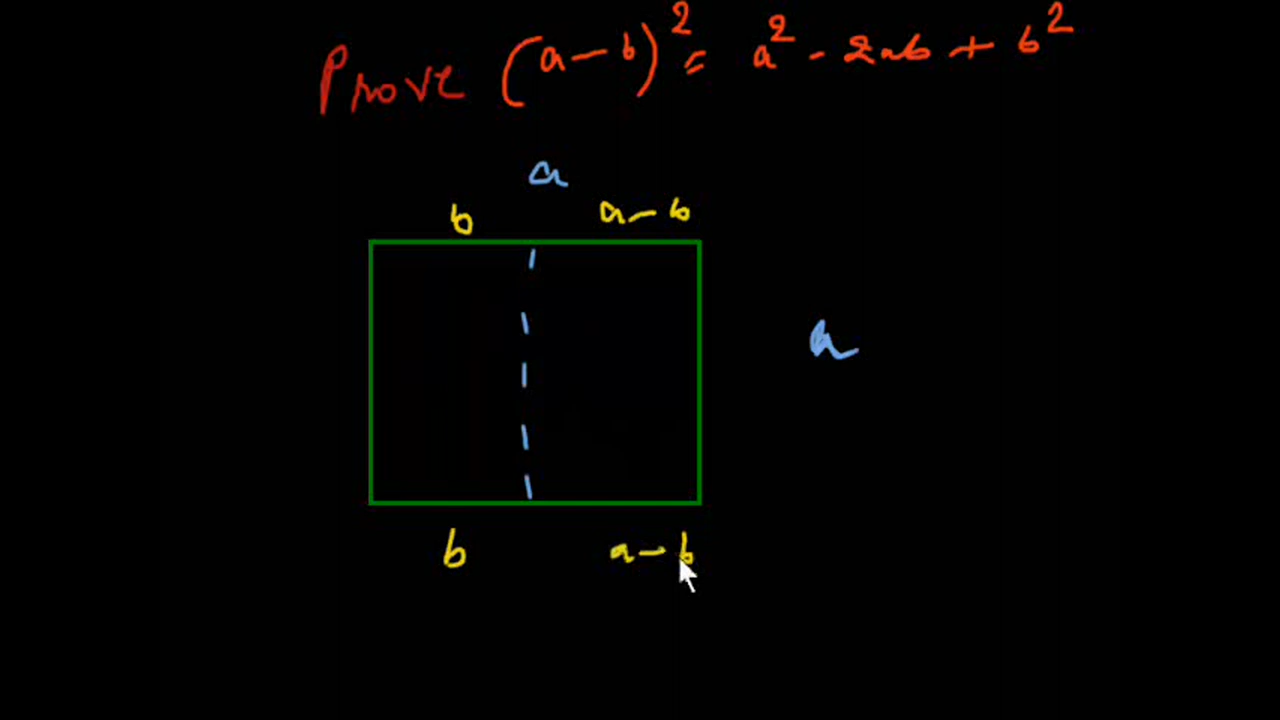 Prove (a-b)² = a² - 2ab + b²
a
b a-b
a
b a-b